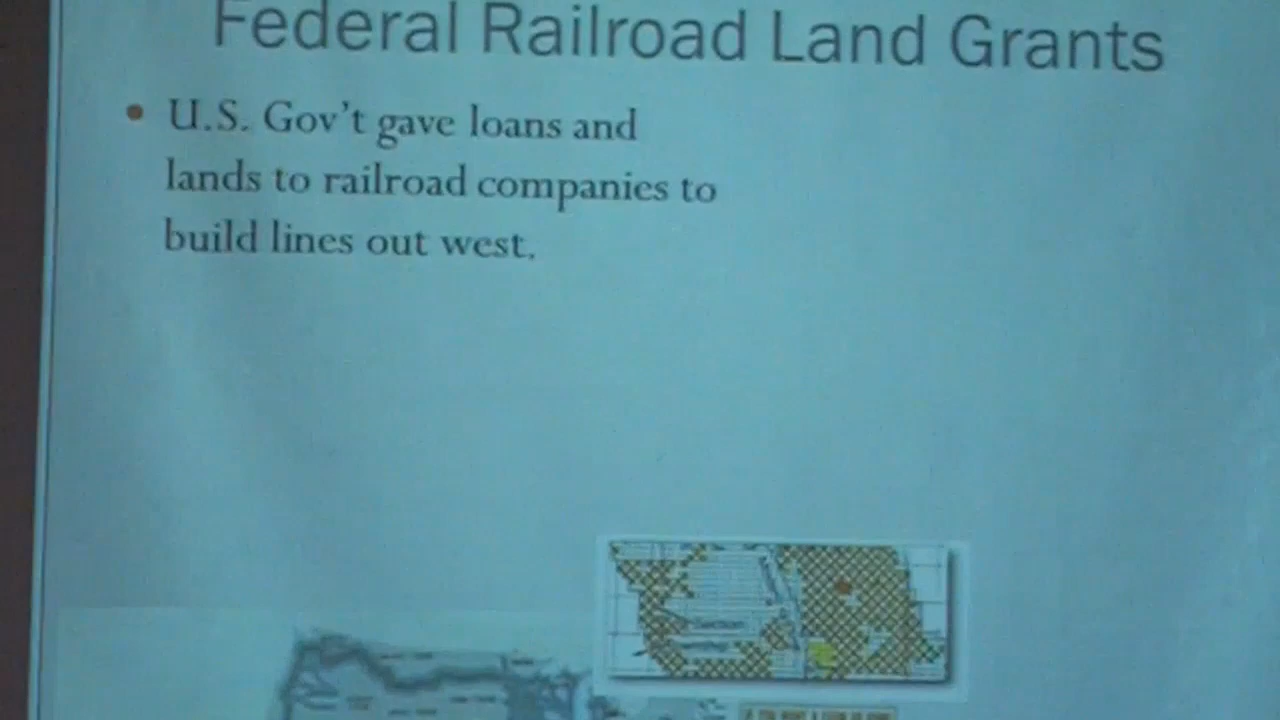 Federal Railroad Land Grants
• U.S. Gov't gave loans and
lands to railroad companies to
build lines out west.